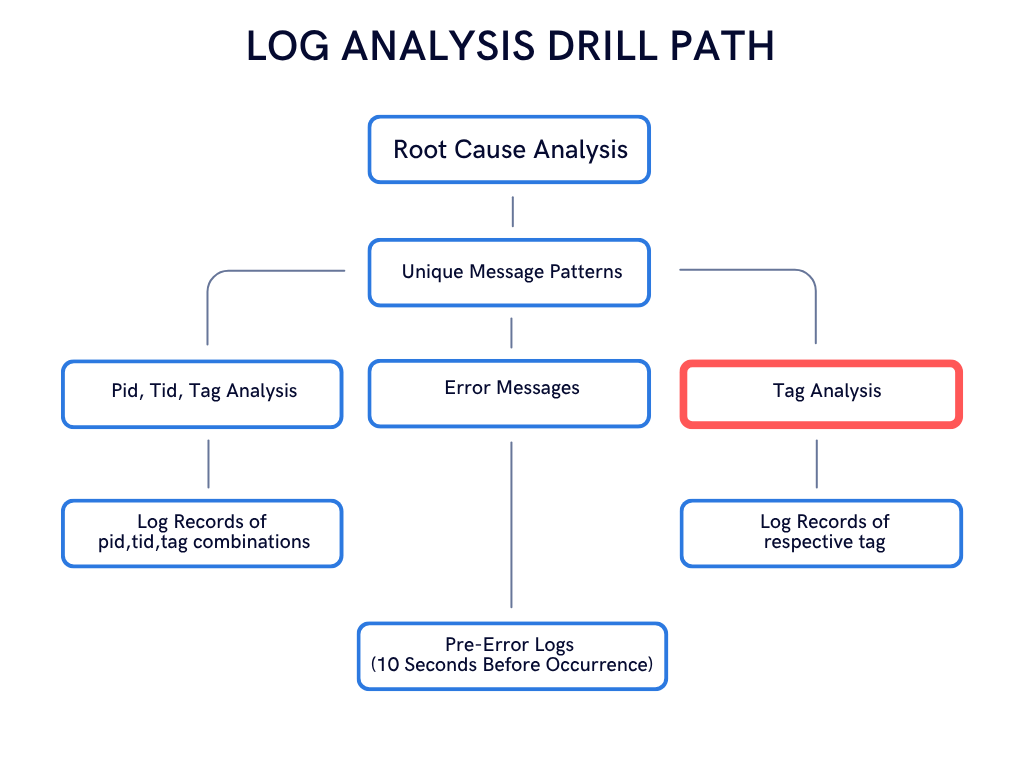 LOG ANALYSIS DRILL PATH
Root Cause Analysis
Unique Message Patterns
Pid, Tid, Tag Analysis
Error Messages
Tag Analysis
Log Records of
pid,tid,tag combinations
Log Records of
respective tag
Pre-Error Logs
(10 Seconds Before Occurrence)